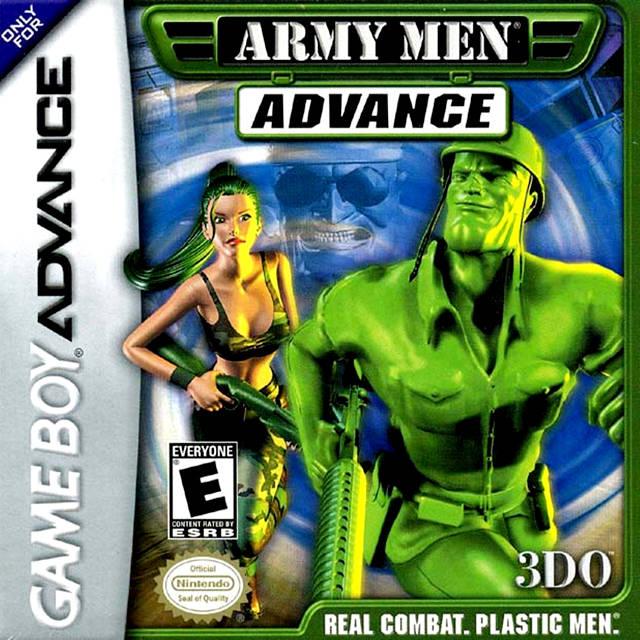 ONLY
FOR
GAME BOY ADVANCE
ARMY MEN®
ADVANCE
EVERYONE
E
CONTENT RATED BY
ESRB
Official
Nintendo
Seal of Quality
3DO™
REAL COMBAT. PLASTIC MEN.